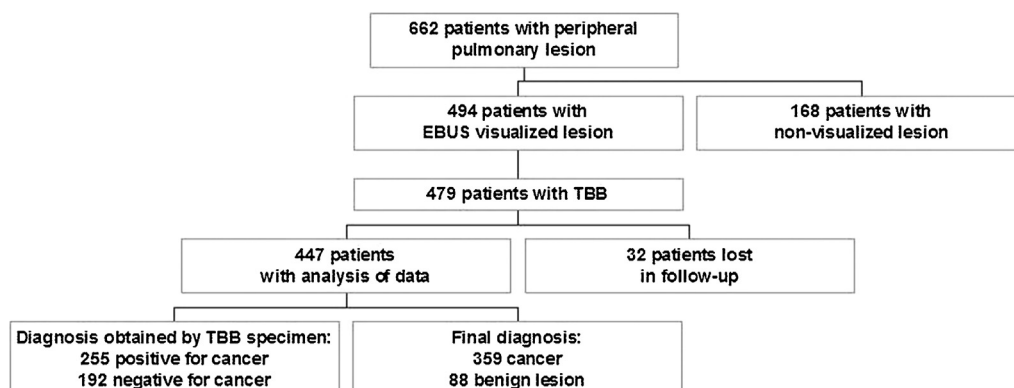 662 patients with peripheral
pulmonary lesion
494 patients with
EBUS visualized lesion
168 patients with
non-visualized lesion
479 patients with TBB
447 patients
with analysis of data
32 patients lost
in follow-up
Diagnosis obtained by TBB specimen:
255 positive for cancer
192 negative for cancer
Final diagnosis:
359 cancer
88 benign lesion